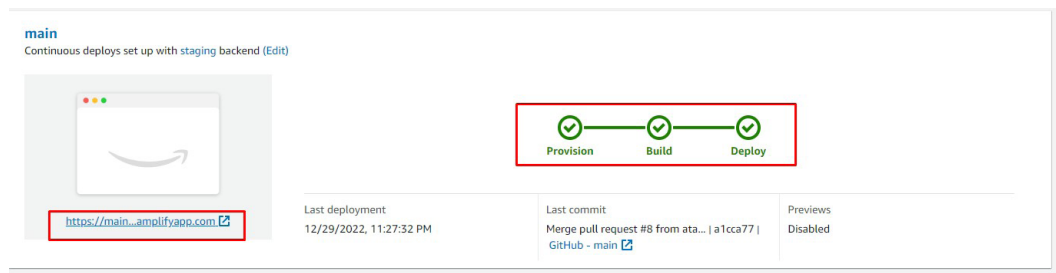 main
Continuous deploys set up with staging backend (Edit)
Provision
Build
Deploy
https://main...amplifyapp.com
Last deployment
12/29/2022, 11:27:32 PM
Last commit
Merge pull request #8 from ata... | a1cca77 |
GitHub - main
Previews
Disabled